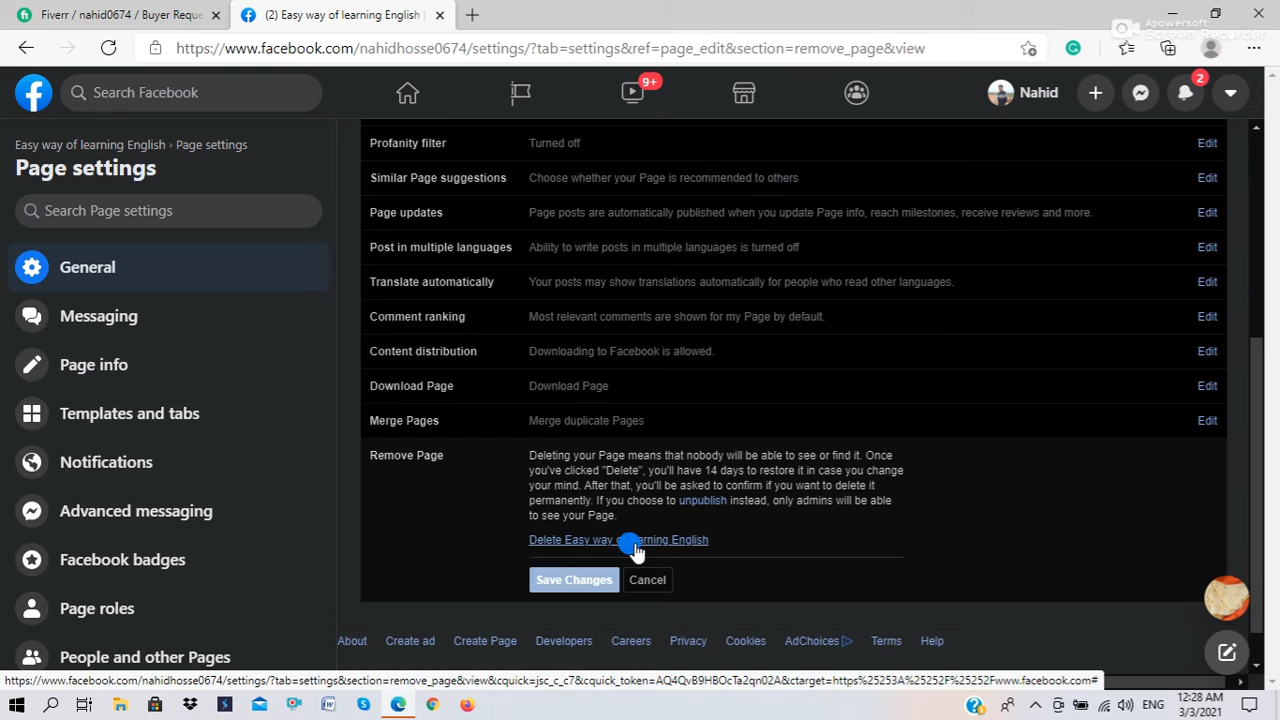 Fiverr / nahid0674 / Buyer Reque
(2) Easy way of learning English |
Apowersoft
Screen Recorder
https://www.facebook.com/nahidhosse0674/settings/?tab=settings&ref=page_edit&section=remove_page&view
Search Facebook
9+
Nahid
2
Easy way of learning English > Page settings
Page settings
Search Page settings
General
Messaging
Page info
Templates and tabs
Notifications
Advanced messaging
Facebook badges
Page roles
People and other Pages
Profanity filter Turned off Edit
Similar Page suggestions Choose whether your Page is recommended to others Edit
Page updates Page posts are automatically published when you update Page info, reach milestones, receive reviews and more. Edit
Post in multiple languages Ability to write posts in multiple languages is turned off Edit
Translate automatically Your posts may show translations automatically for people who read other languages. Edit
Comment ranking Most relevant comments are shown for my Page by default. Edit
Content distribution Downloading to Facebook is allowed. Edit
Download Page Download Page Edit
Merge Pages Merge duplicate Pages Edit
Remove Page Deleting your Page means that nobody will be able to see or find it. Once
you've clicked "Delete", you'll have 14 days to restore it in case you change
your mind. After that, you'll be asked to confirm if you want to delete it
permanently. If you choose to unpublish instead, only admins will be able
to see your Page.
Delete Easy way of learning English
Save Changes Cancel
About Create ad Create Page Developers Careers Privacy Cookies AdChoices Terms Help
https://www.facebook.com/nahidhosse0674/settings/?tab=settings&section=remove_page&view&cquick=jsc_c_c7&cquick_token=AQ4QvB9HBOcTa2qn02A&ctarget=https%25253A%25252F%25252Fwww.facebook.com#
ENG
12:28 AM
3/3/2021